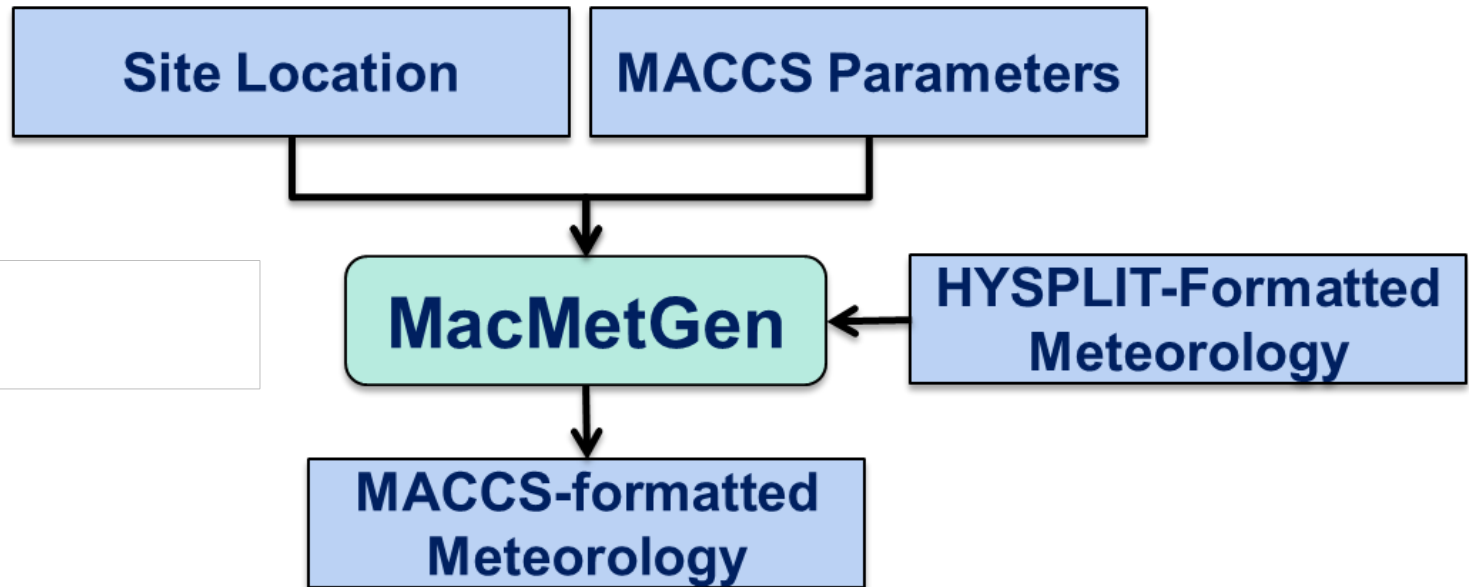 Site Location
MACCS Parameters
MacMetGen
HYSPLIT-Formatted
Meteorology
MACCS-formatted
Meteorology